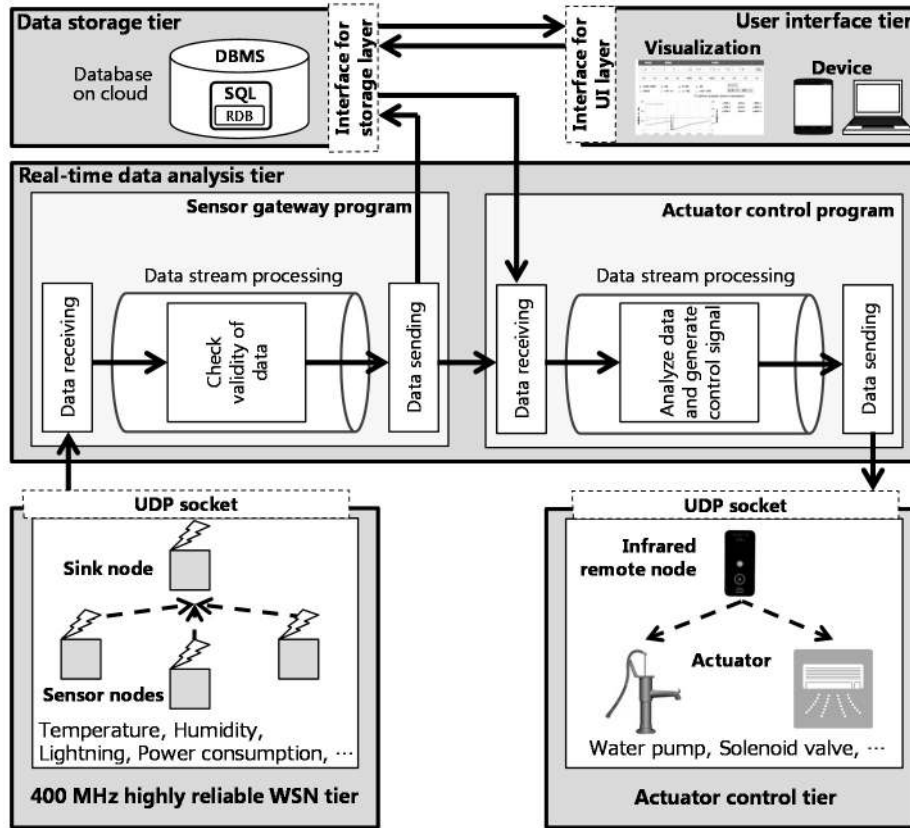 Data storage tier
DBMS
Database
on cloud
SQL
RDB
Interface for
storage layer
User interface tier
Interface for
UI layer
Visualization
Device
Real-time data analysis tier
Sensor gateway program
Data stream processing
Data receiving
Check
validity of
data
Data sending
Actuator control program
Data stream processing
Data receiving
Analyze data
and generate
control signal
Data sending
UDP socket
Sink node
Sensor nodes
Temperature, Humidity,
Lightning, Power consumption, ···
400 MHz highly reliable WSN tier
UDP socket
Infrared
remote node
Actuator
Water pump, Solenoid valve, ···
Actuator control tier